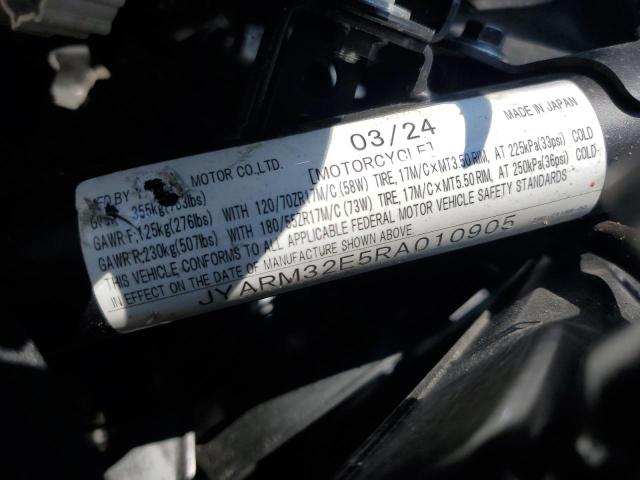 03/24 MADE IN JAPAN
MFD BY MOTOR CO.,LTD. [MOTORCYCLE]
355kg( lbs)
GAWR F:125kg(276lbs) WITH 120/70ZR17M/C (58W) TIRE, 17M/C×MT3.50 RIM, AT 225kPa(33psi) COLD
GAWR R:230kg(507lbs) WITH 180/55ZR17M/C (73W) TIRE, 17M/C×MT5.50 RIM, AT 250kPa(36psi) COLD
THIS VEHICLE CONFORMS TO ALL APPLICABLE FEDERAL MOTOR VEHICLE SAFETY STANDARDS
IN EFFECT ON THE DATE OF MANUFACTURE SHOWN ABOVE
JYARM32E5RA010905